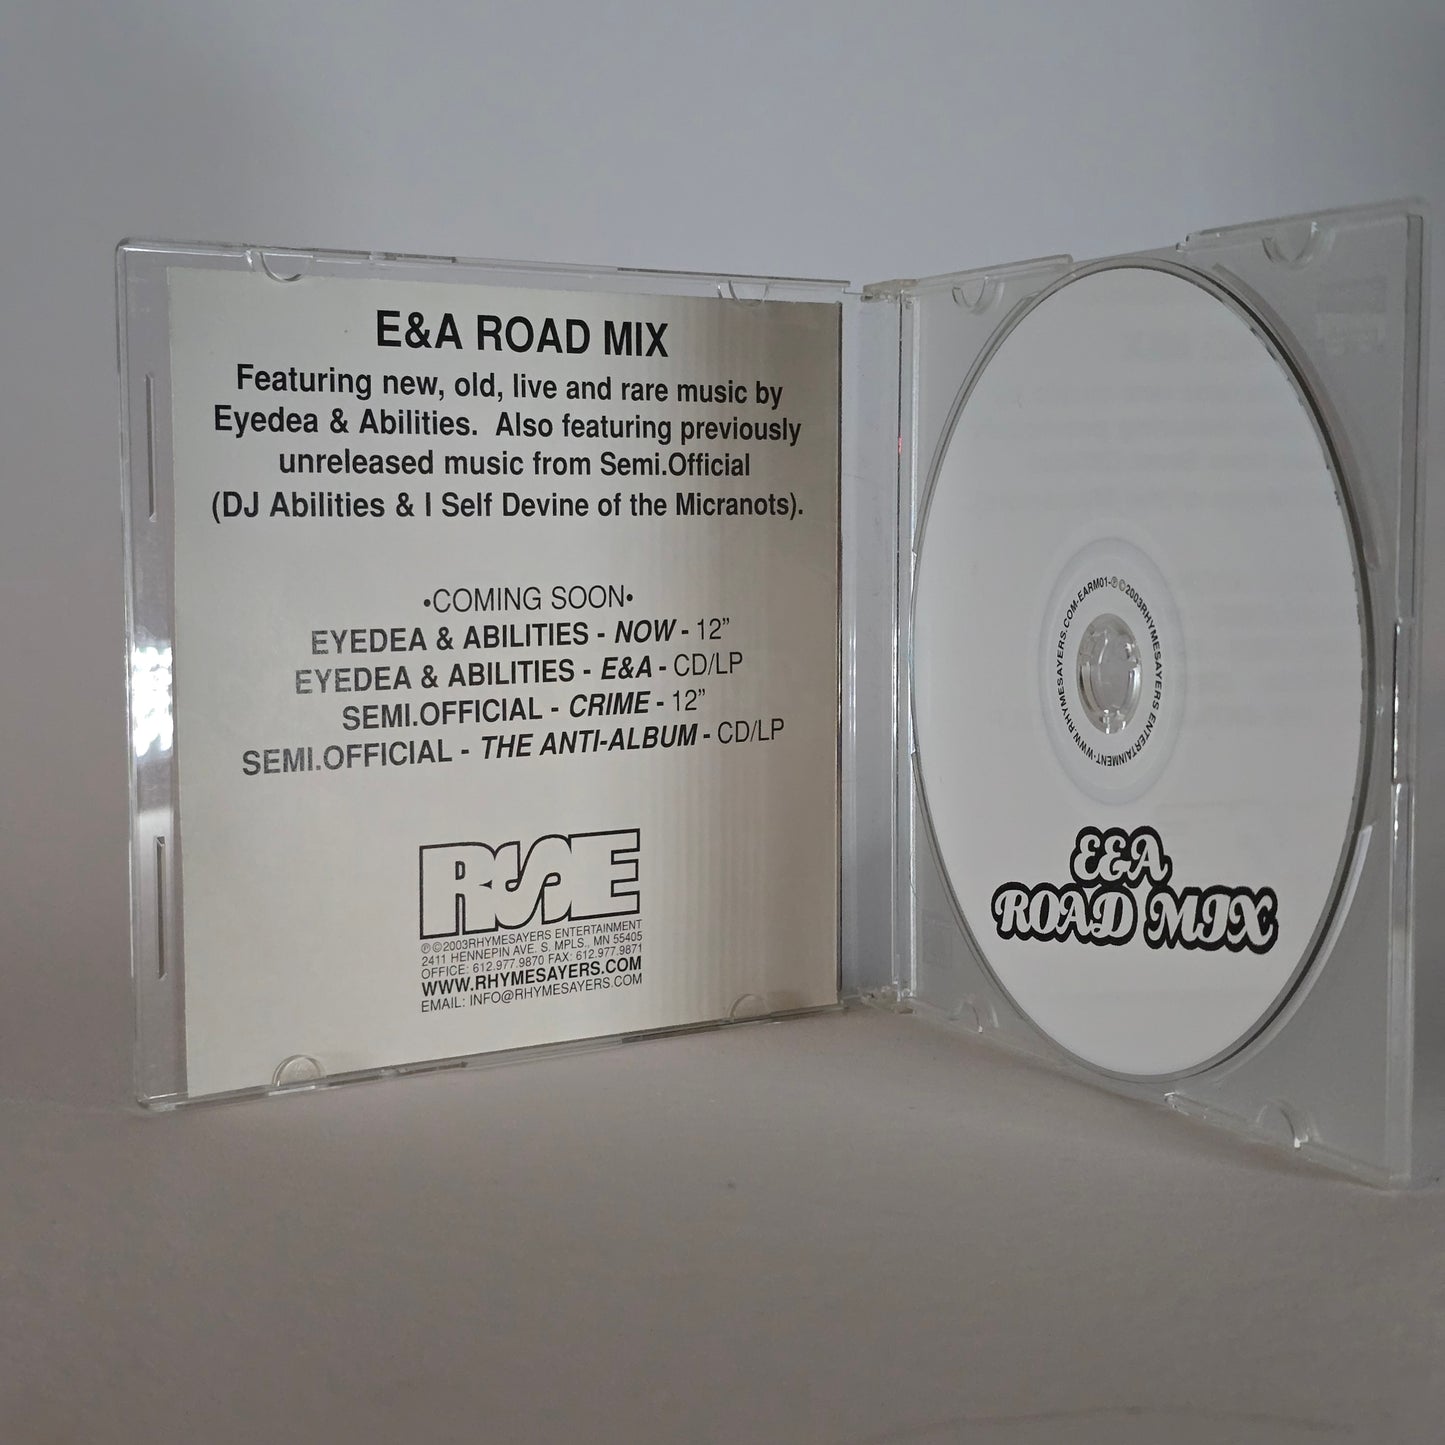 E&A ROAD MIX
Featuring new, old, live and rare music by
Eyedea & Abilities. Also featuring previously
unreleased music from Semi.Official
(DJ Abilities & I Self Devine of the Micranots).
•COMING SOON•
EYEDEA & ABILITIES - NOW - 12”
EYEDEA & ABILITIES - E&A - CD/LP
SEMI.OFFICIAL - CRIME - 12”
SEMI.OFFICIAL - THE ANTI-ALBUM - CD/LP
RSE
℗©2003RHYMESAYERS ENTERTAINMENT
2411 HENNEPIN AVE. S. MPLS., MN 55405
OFFICE: 612.977.9870 FAX: 612.977.9871
WWW.RHYMESAYERS.COM
EMAIL: INFO@RHYMESAYERS.COM
WWW.RHYMESAYERS.COM-EARM01-℗©2003RHYMESAYERS ENTERTAINMENT-
E&A
ROAD MIX